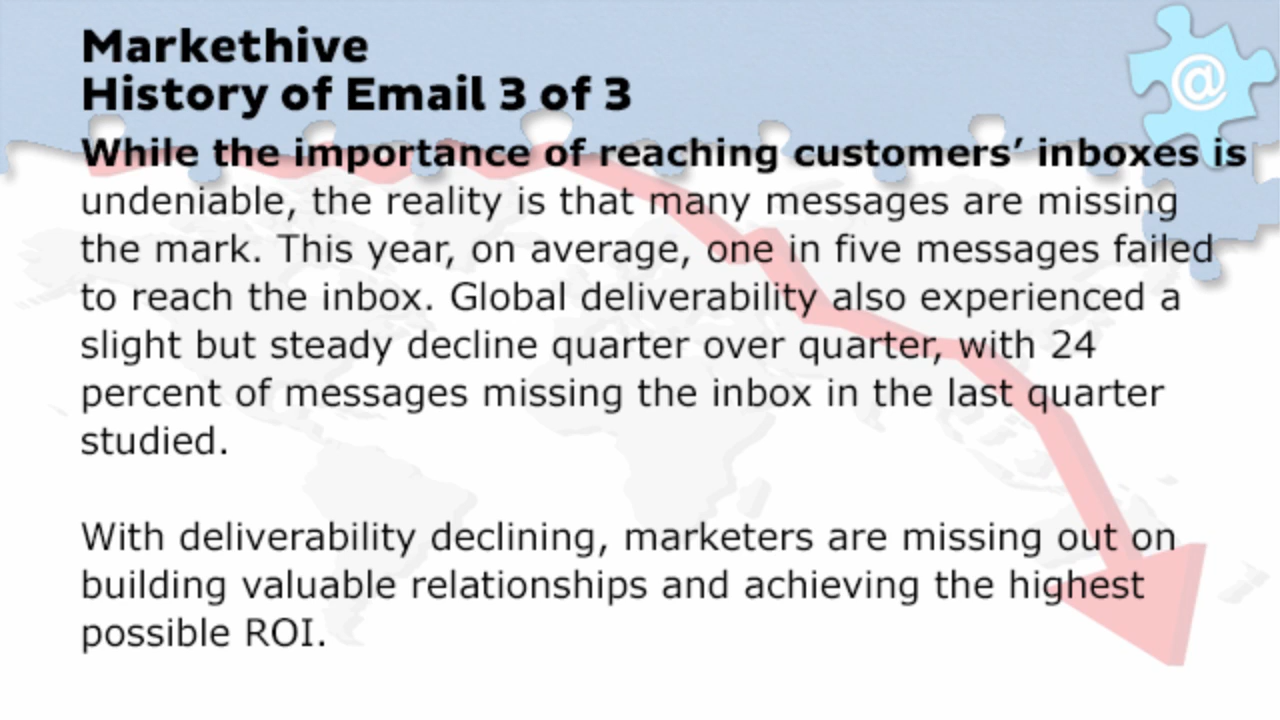 Markethive
History of Email 3 of 3
@
While the importance of reaching customers’ inboxes is
undeniable, the reality is that many messages are missing
the mark. This year, on average, one in five messages failed
to reach the inbox. Global deliverability also experienced a
slight but steady decline quarter over quarter, with 24
percent of messages missing the inbox in the last quarter
studied.
With deliverability declining, marketers are missing out on
building valuable relationships and achieving the highest
possible ROI.